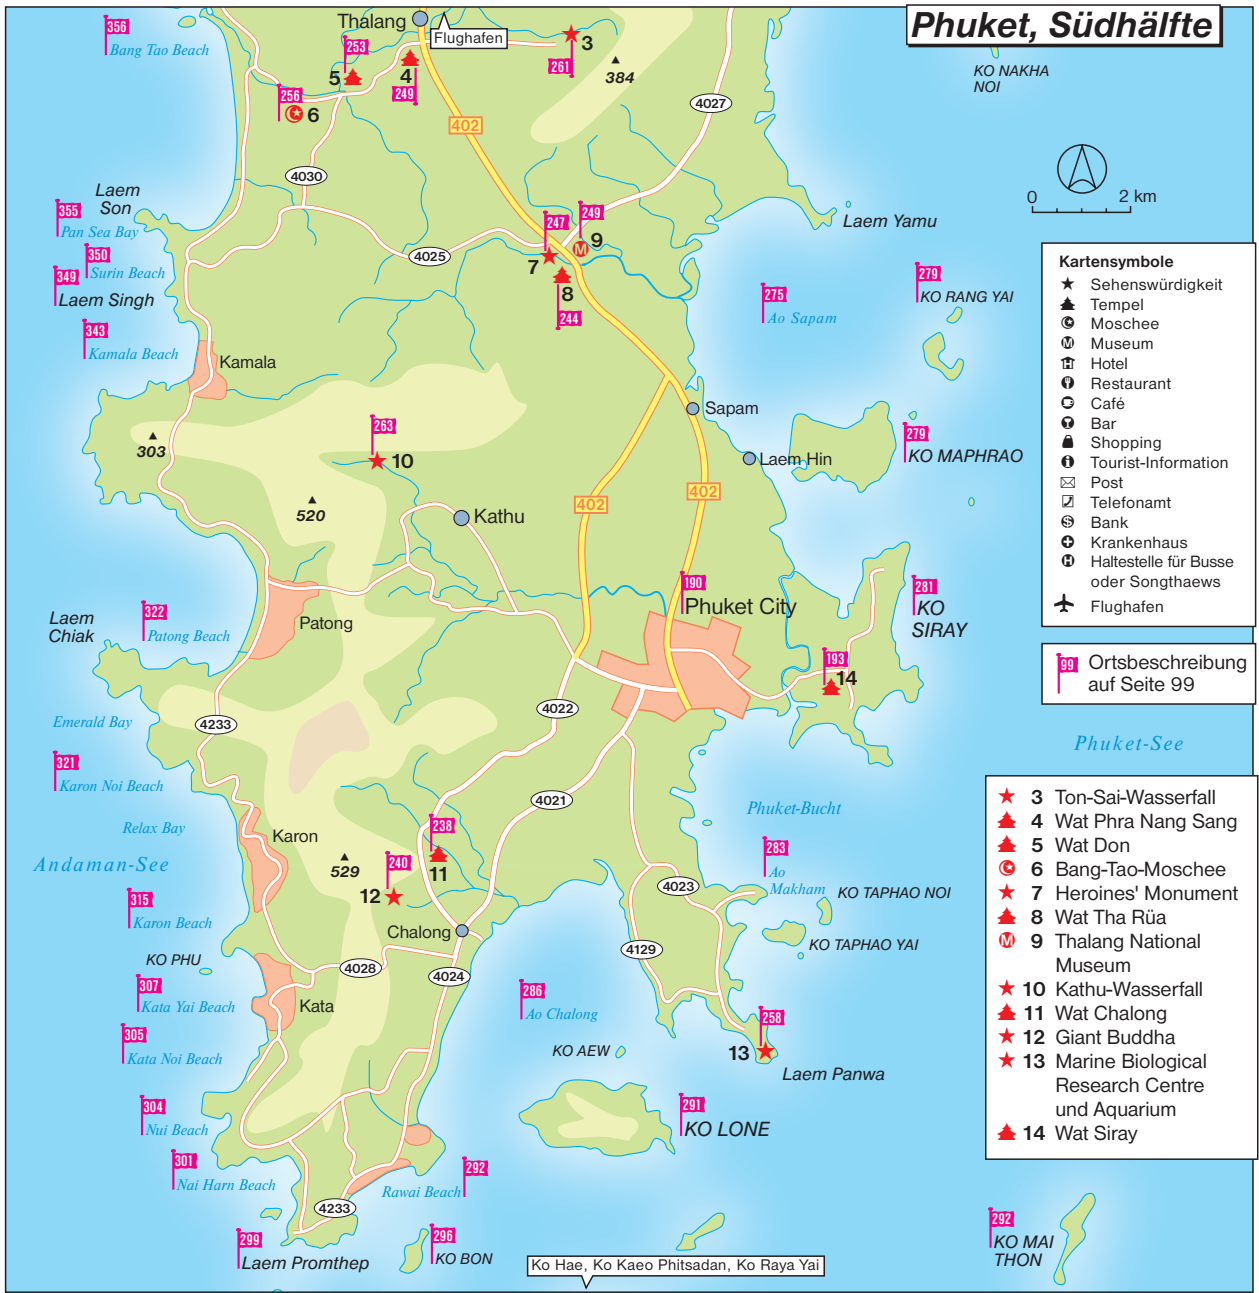 Phuket, Südhälfte
356
Bang Tao Beach
Thalang
Flughafen
253
5
4
249
3
261
384
256
6
402
4027
KO NAKHA
NOI
0
2 km
4030
Laem
Son
355
Pan Sea Bay
350
Surin Beach
349
Laem Singh
343
Kamala Beach
4025
247
249
9
7
8
244
Laem Yamu
279
KO RANG YAI
275
Ao Sapam
Kamala
Sapam
303
263
10
520
Kathu
Laem Hin
279
KO MAPHRAO
402
402
190
Phuket City
281
KO
SIRAY
193
14
Laem
Chiak
322
Patong Beach
Patong
Emerald Bay
4233
4022
321
Karon Noi Beach
Relax Bay
Karon
Andaman-See
4021
238
11
529
240
12
Phuket-Bucht
Phuket-See
283
Ao
Makham
4023
KO TAPHAO NOI
KO TAPHAO YAI
315
Karon Beach
Chalong
KO PHU
4028
4024
4129
307
Kata Yai Beach
Kata
305
Kata Noi Beach
286
Ao Chalong
KO AEW
258
13
Laem Panwa
304
Nui Beach
291
KO LONE
301
Nai Harn Beach
292
Rawai Beach
4233
299
Laem Promthep
296
KO BON
292
KO MAI
THON
Ko Hae, Ko Kaeo Phitsadan, Ko Raya Yai
Kartensymbole
Sehenswürdigkeit
Tempel
Moschee
M Museum
H Hotel
Restaurant
Café
Bar
Shopping
Tourist-Information
Post
Telefonamt
Bank
Krankenhaus
H Haltestelle für Busse
oder Songthaews
Flughafen
99 Ortsbeschreibung
auf Seite 99
3 Ton-Sai-Wasserfall
4 Wat Phra Nang Sang
5 Wat Don
6 Bang-Tao-Moschee
7 Heroines' Monument
8 Wat Tha Rüa
M 9 Thalang National
Museum
10 Kathu-Wasserfall
11 Wat Chalong
12 Giant Buddha
13 Marine Biological
Research Centre
und Aquarium
14 Wat Siray